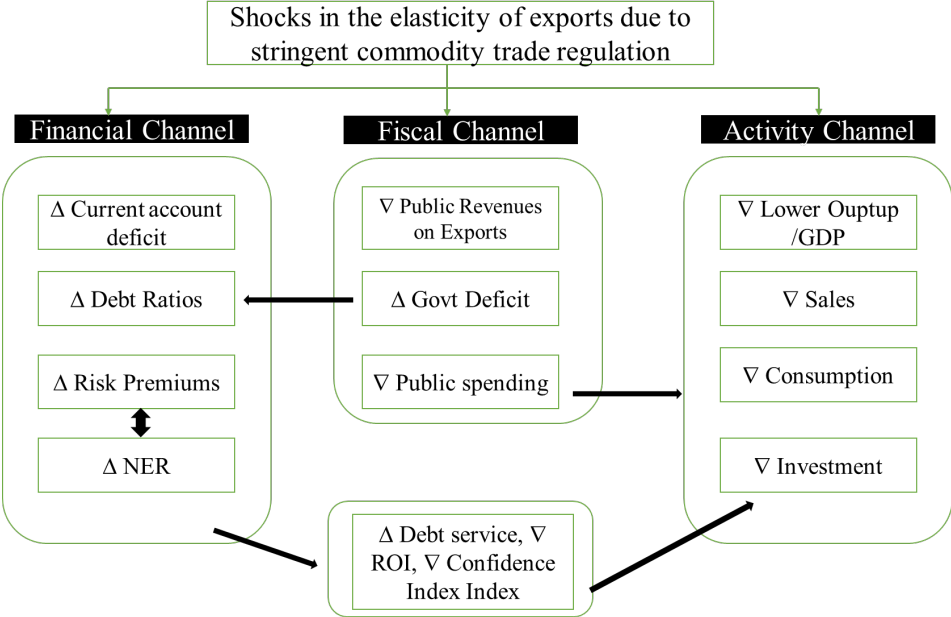 Shocks in the elasticity of exports due to
stringent commodity trade regulation
Financial Channel
Fiscal Channel
Activity Channel
Δ Current account
deficit
Δ Debt Ratios
Δ Risk Premiums
Δ NER
∇ Public Revenues
on Exports
Δ Govt Deficit
∇ Public spending
∇ Lower Ouptup
/GDP
∇ Sales
∇ Consumption
∇ Investment
Δ Debt service, ∇
ROI, ∇ Confidence
Index Index